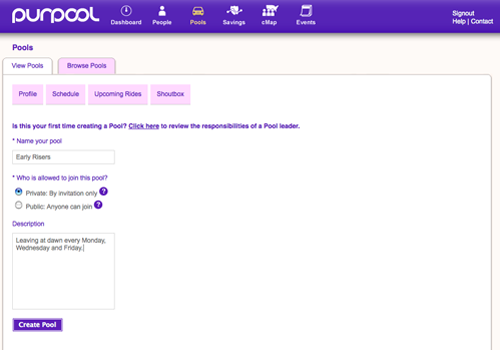 purpool
Dashboard People Pools Savings cMap Events
Signout
Help | Contact
Pools
View Pools Browse Pools
Profile Schedule Upcoming Rides Shoutbox
Is this your first time creating a Pool? Click here to review the responsibilities of a Pool leader.
* Name your pool
Early Risers
* Who is allowed to join this pool?
Private: By invitation only ?
Public: Anyone can join ?
Description
Leaving at dawn every Monday,
Wednesday and Friday.
Create Pool